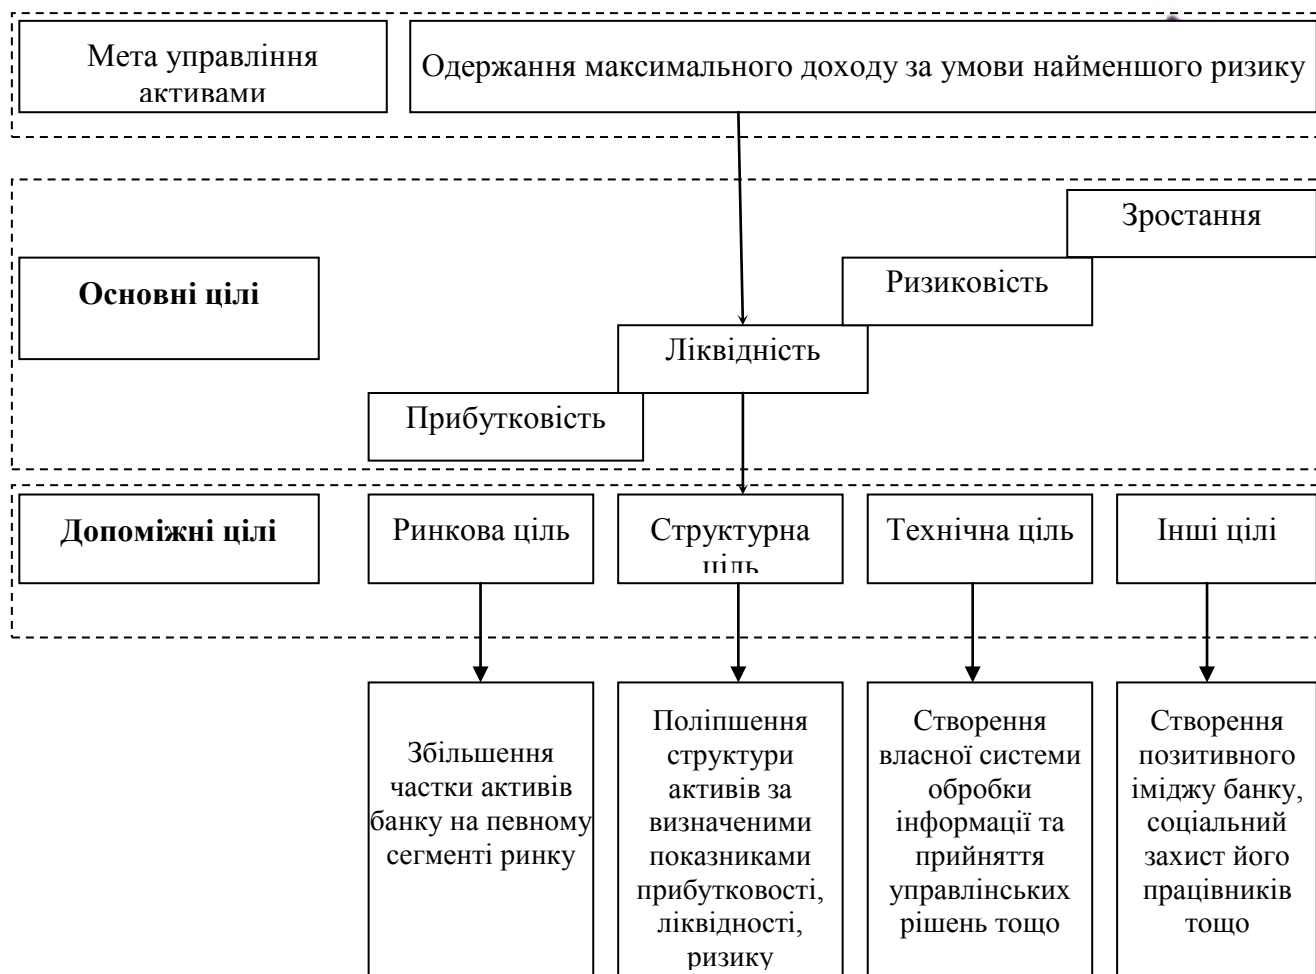 Мета управління
активами
Одержання максимального доходу за умови найменшого ризику
Зростання
Основні цілі
Ризиковість
Ліквідність
Прибутковість
Допоміжні цілі
Ринкова ціль
Структурна
ціль
Технічна ціль
Інші цілі
Збільшення
частки активів
банку на певному
сегменті ринку
Поліпшення
структури
активів за
визначеними
показниками
прибутковості,
ліквідності,
ризику
Створення
власної системи
обробки
інформації та
прийняття
управлінських
рішень тощо
Створення
позитивного
іміджу банку,
соціальний
захист його
працівників
тощо